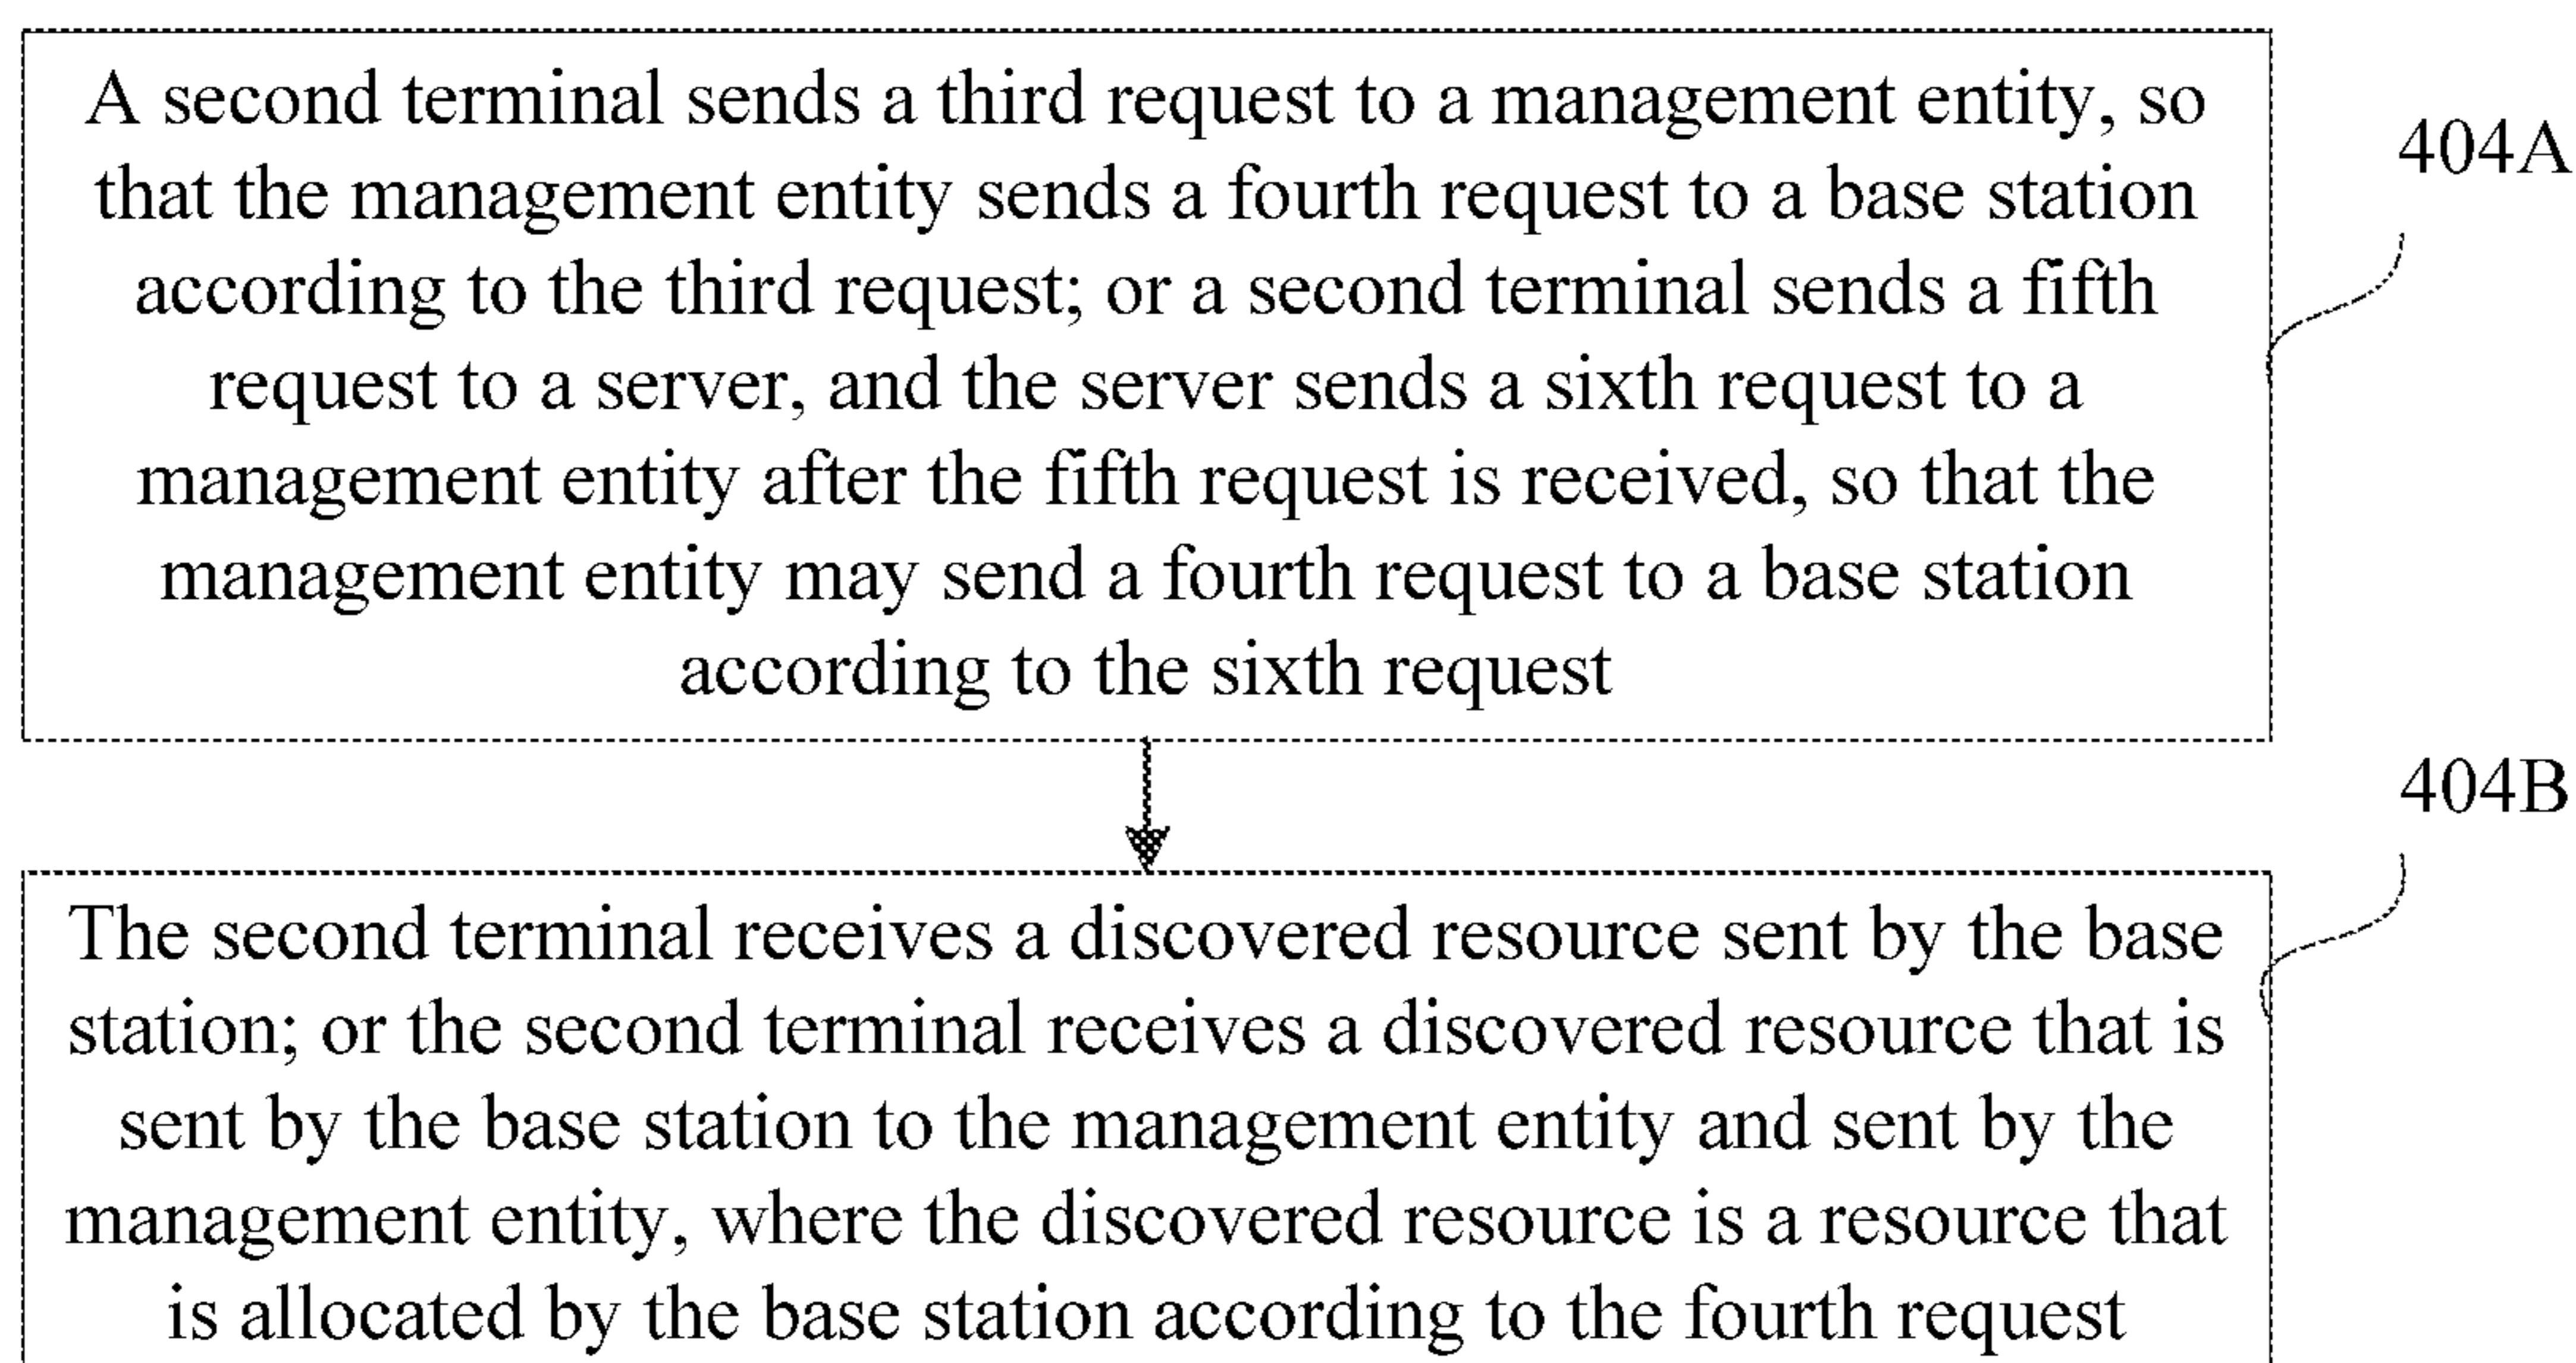 A second terminal sends a third request to a management entity, so
that the management entity sends a fourth request to a base station
according to the third request; or a second terminal sends a fifth
request to a server, and the server sends a sixth request to a
management entity after the fifth request is received, so that the
management entity may send a fourth request to a base station
according to the sixth request
404A
404B
The second terminal receives a discovered resource sent by the base
station; or the second terminal receives a discovered resource that is
sent by the base station to the management entity and sent by the
management entity, where the discovered resource is a resource that
is allocated by the base station according to the fourth request